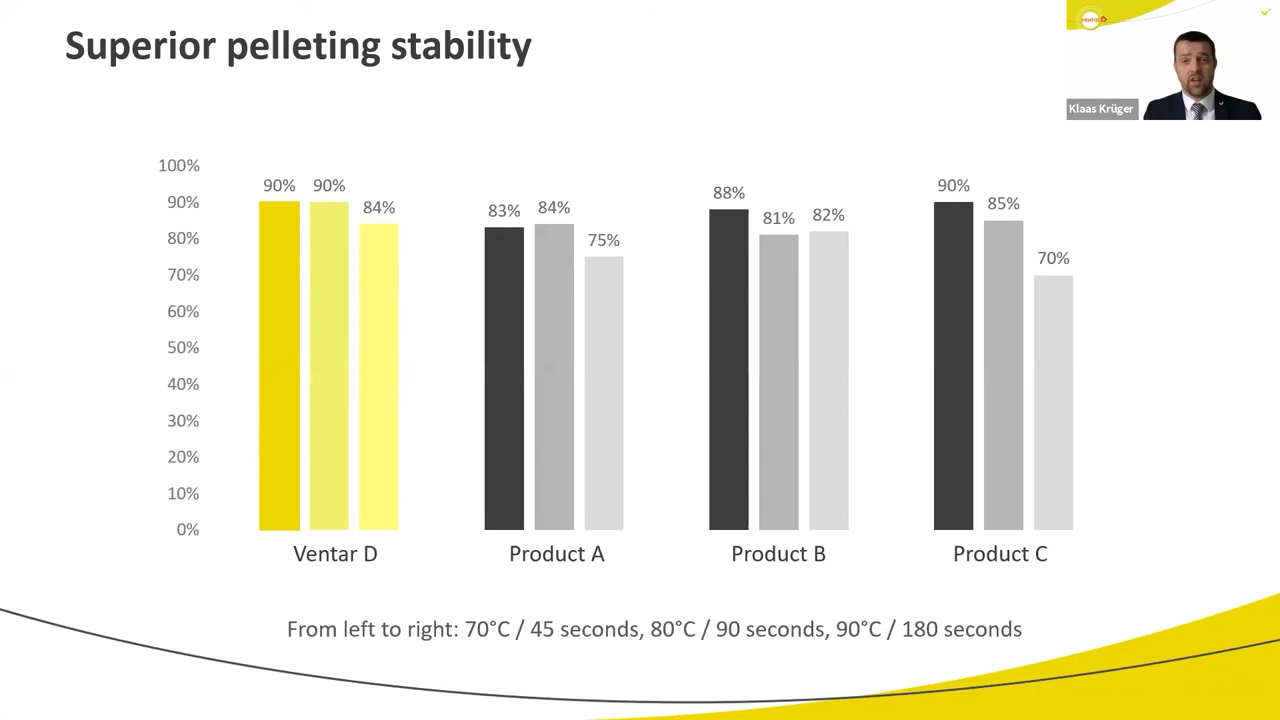 Superior pelleting stability
ventar
Klaas Krüger
100%
90%
80%
70%
60%
50%
40%
30%
20%
10%
0%
90%
90%
84%
83%
84%
75%
88%
81%
82%
90%
85%
70%
Ventar D
Product A
Product B
Product C
From left to right: 70°C / 45 seconds, 80°C / 90 seconds, 90°C / 180 seconds